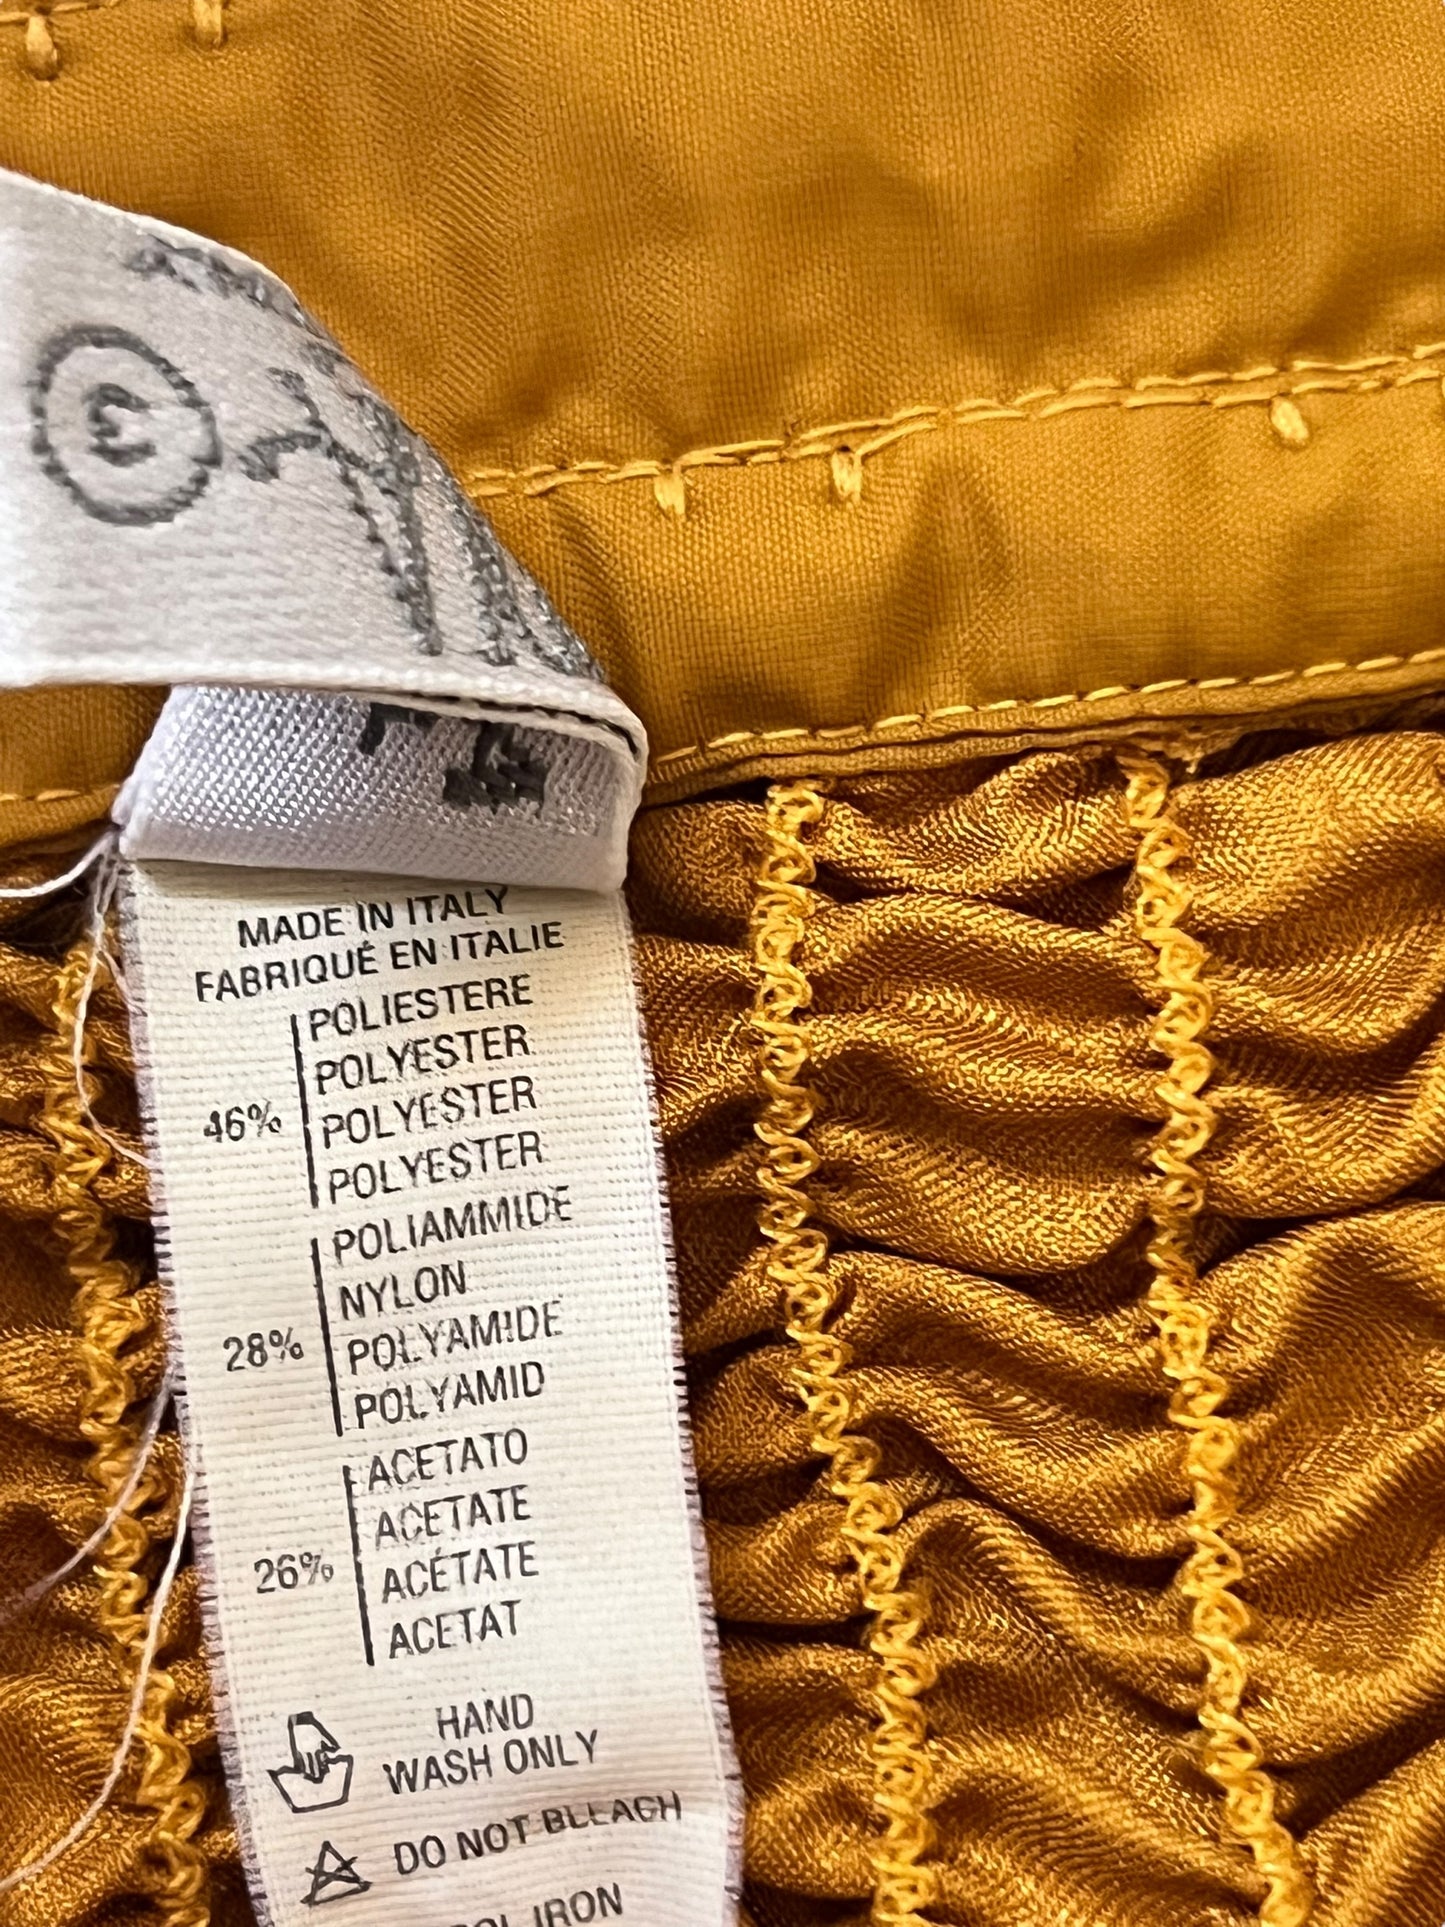 MADE IN ITALY
FABRIQUÉ EN ITALIE
46%
POLIESTERE
POLYESTER
POLYESTER
POLYESTER
28%
POLIAMMIDE
NYLON
POLYAMIDE
POLYAMID
26%
ACETATO
ACETATE
ACÉTATE
ACETAT
HAND
WASH ONLY
DO NOT BLEACH
IRON